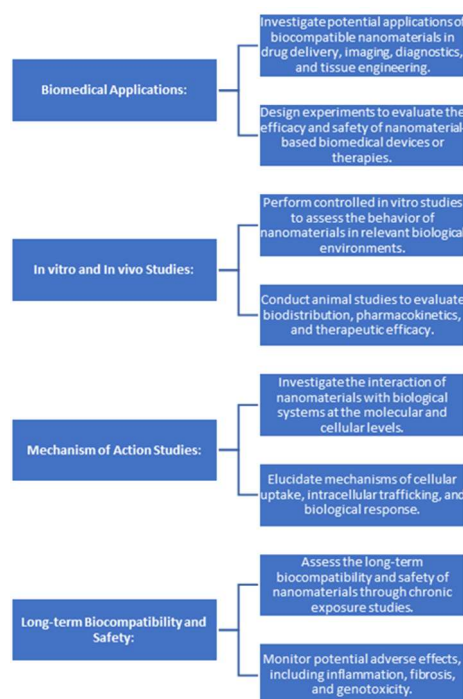 Biomedical Applications:
Investigate potential applications of
biocompatible nanomaterials in
drug delivery, imaging, diagnostics,
and tissue engineering.
Design experiments to evaluate the
efficacy and safety of nanomaterial-
based biomedical devices or
therapies.
In vitro and In vivo Studies:
Perform controlled in vitro studies
to assess the behavior of
nanomaterials in relevant biological
environments.
Conduct animal studies to evaluate
biodistribution, pharmacokinetics,
and therapeutic efficacy.
Mechanism of Action Studies:
Investigate the interaction of
nanomaterials with biological
systems at the molecular and
cellular levels.
Elucidate mechanisms of cellular
uptake, intracellular trafficking, and
biological response.
Long-term Biocompatibility and
Safety:
Assess the long-term
biocompatibility and safety of
nanomaterials through chronic
exposure studies.
Monitor potential adverse effects,
including inflammation, fibrosis,
and genotoxicity.